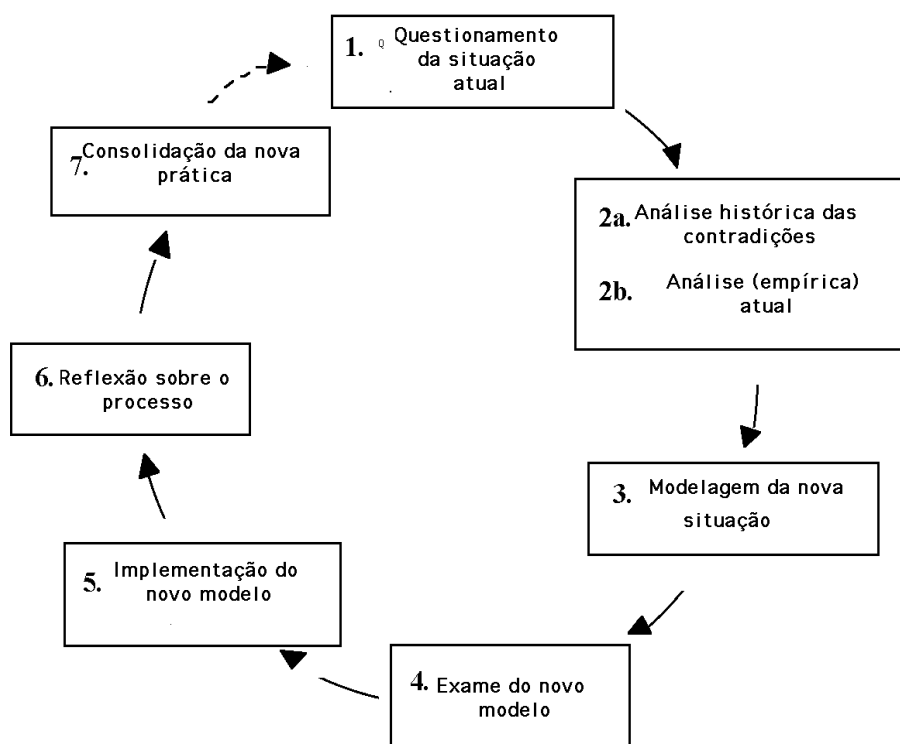 1. Q Questionamento
da situação
atual
2a. Análise histórica das
contradições
2b. Análise (empírica)
atual
3. Modelagem da nova
situação
4. Exame do novo
modelo
5. Implementação do
novo modelo
6. Reflexão sobre o
processo
7. Consolidação da nova
prática